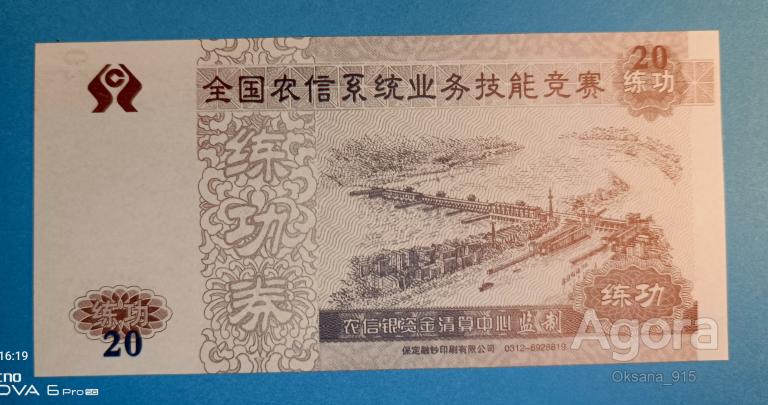 20
练功
全国农信系统业务技能竞赛
练功券
练功
练功
20
农信银资金清算中心 监制
保定融钞印刷有限公司 0312-6928819
16:19
OVA 6 Pro 5G
Agora
Oksana_915